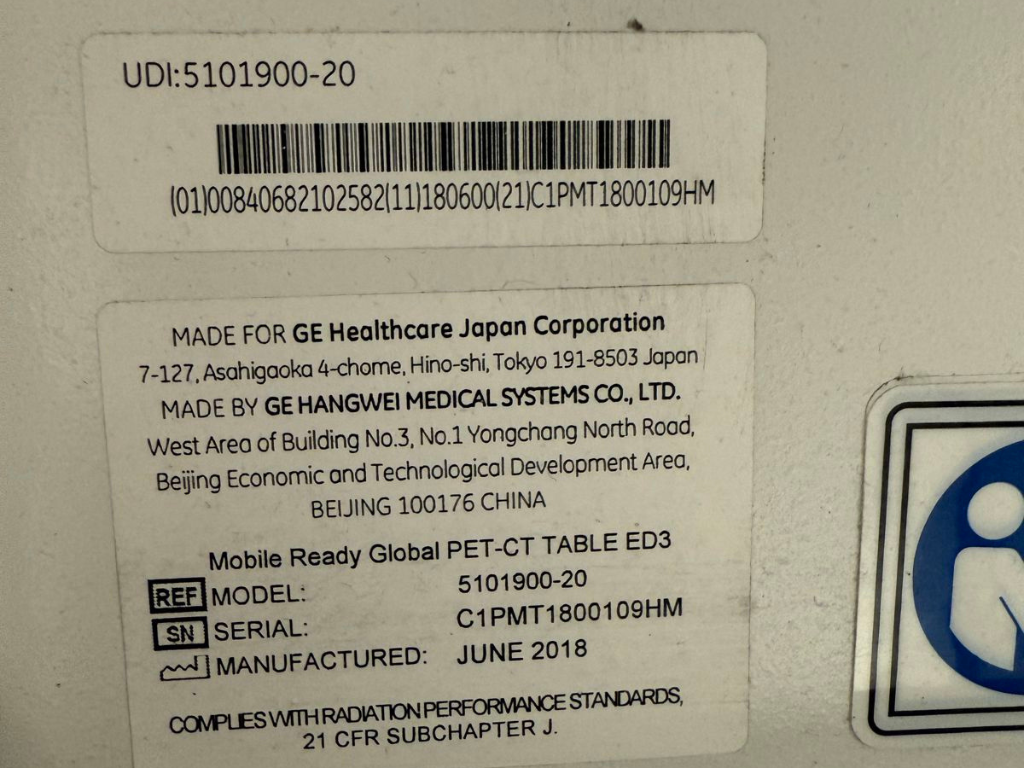 UDI:5101900-20
(01)00840682102582(11)180600(21)C1PMT1800109HM
MADE FOR GE Healthcare Japan Corporation
7-127, Asahigaoka 4-chome, Hino-shi, Tokyo 191-8503 Japan
MADE BY GE HANGWEI MEDICAL SYSTEMS CO., LTD.
West Area of Building No.3, No.1 Yongchang North Road,
Beijing Economic and Technological Development Area,
BEIJING 100176 CHINA
Mobile Ready Global PET-CT TABLE ED3
REF MODEL: 5101900-20
SN SERIAL: C1PMT1800109HM
MANUFACTURED: JUNE 2018
COMPLIES WITH RADIATION PERFORMANCE STANDARDS,
21 CFR SUBCHAPTER J.